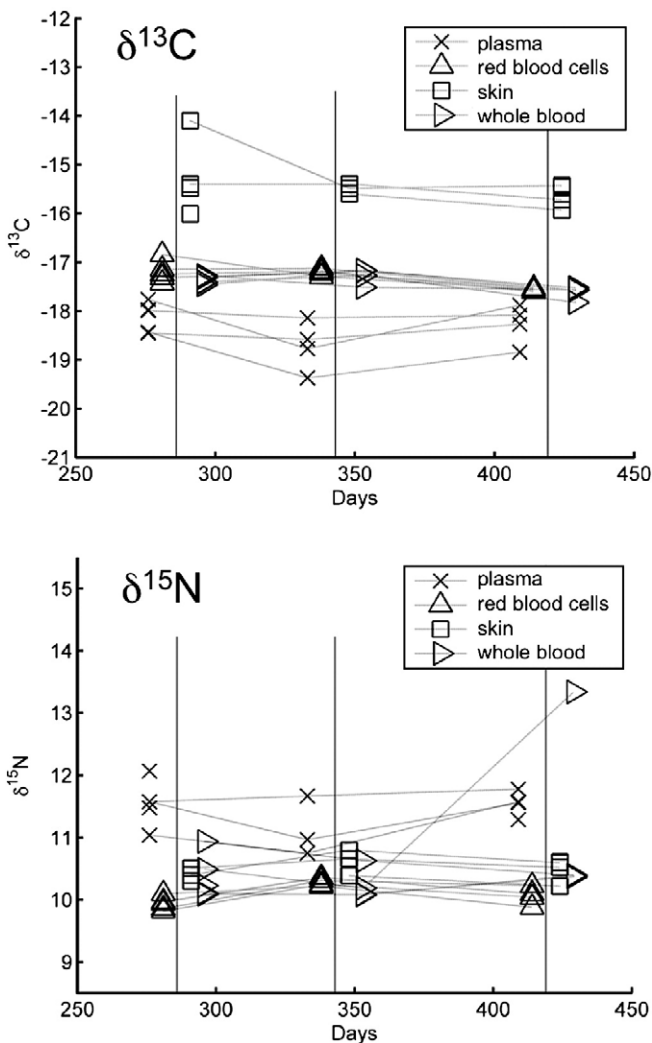 δ13C
plasma
red blood cells
skin
whole blood
-12
-13
-14
-15
-16
-17
-18
-19
-20
-21
δ13C
250
300
350
400
450
Days
δ15N
plasma
red blood cells
skin
whole blood
15
14
13
12
11
10
9
δ15N
250
300
350
400
450
Days